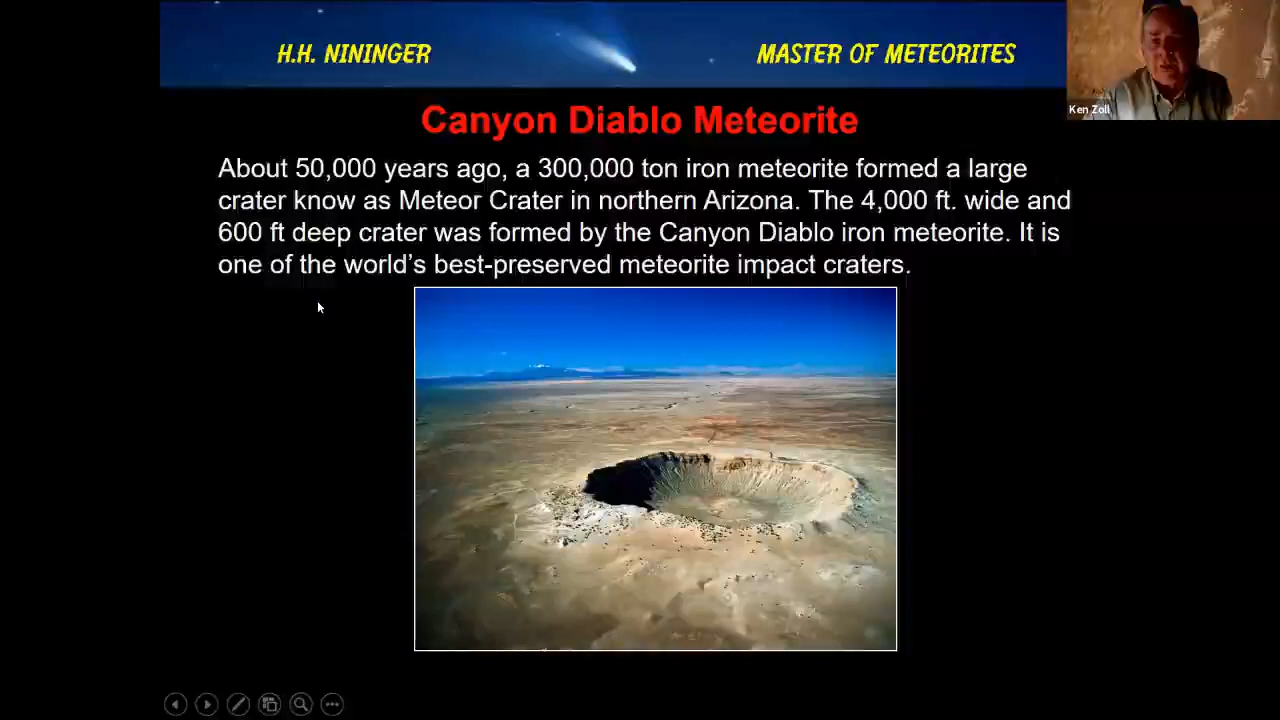 H.H. NININGER
MASTER OF METEORITES
Ken Zoll
Canyon Diablo Meteorite
About 50,000 years ago, a 300,000 ton iron meteorite formed a large
crater know as Meteor Crater in northern Arizona. The 4,000 ft. wide and
600 ft deep crater was formed by the Canyon Diablo iron meteorite. It is
one of the world's best-preserved meteorite impact craters.